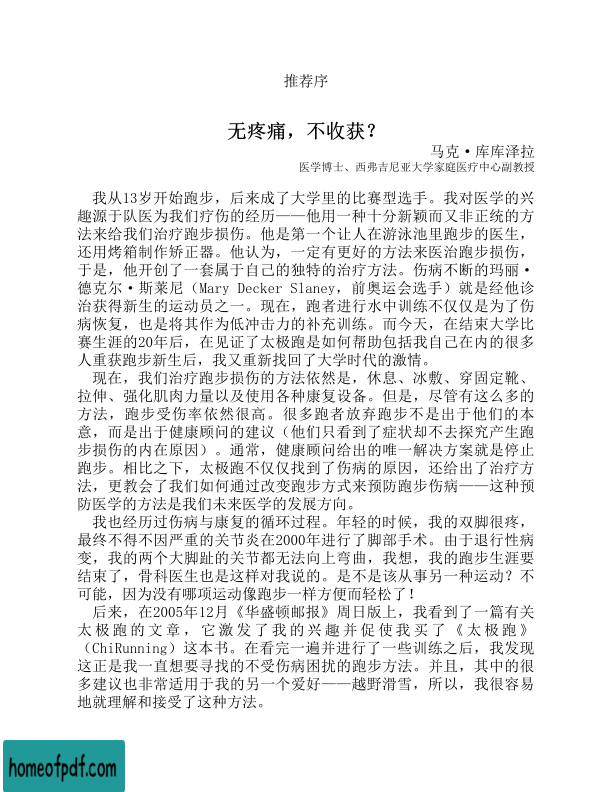 推荐序
无疼痛，不收获？
马克·库库泽拉
医学博士、西弗吉尼亚大学家庭医疗中心副教授
我从13岁开始跑步，后来成了大学里的比赛型选手。我对医学的兴
趣源于队医为我们疗伤的经历——他用一种十分新颖而又非正统的方
法来给我们治疗跑步损伤。他是第一个让人在游泳池里跑步的医生，
还用烤箱制作矫正器。他认为，一定有更好的方法来医治跑步损伤，
于是，他开创了一套属于自己的独特的治疗方法。伤病不断的玛丽·
德克尔·斯莱尼（Mary Decker Slaney，前奥运会选手）就是经他诊
治获得新生的运动员之一。现在，跑者进行水中训练不仅仅是为了伤
病恢复，也是将其作为低冲击力的补充训练。而今天，在结束大学比
赛生涯的20年后，在见证了太极跑是如何帮助包括我自己在内的很多
人重获跑步新生后，我又重新找回了大学时代的激情。
现在，我们治疗跑步损伤的方法依然是，休息、冰敷、穿固定靴、
拉伸、强化肌肉力量以及使用各种康复设备。但是，尽管有这么多的
方法，跑步受伤率依然很高。很多跑者放弃跑步不是出于他们的本
意，而是出于健康顾问的建议（他们只看到了症状却不去探究产生跑
步损伤的内在原因）。通常，健康顾问给出的唯一解决方案就是停止
跑步。相比之下，太极跑不仅仅找到了伤病的原因，还给出了治疗方
法，更教会了我们如何通过改变跑步方式来预防跑步伤病——这种预
防医学的方法是我们未来医学的发展方向。
我也经历过伤病与康复的循环过程。年轻的时候，我的双脚很疼，
最终不得不因严重的关节炎在2000年进行了脚部手术。由于退行性病
变，我的两个大脚趾的关节都无法向上弯曲，我想，我的跑步生涯要
结束了，骨科医生也是这样对我说的。是不是该从事另一种运动？不
可能，因为没有哪项运动像跑步一样方便而轻松了！
后来，在2005年12月《华盛顿邮报》周日版上，我看到了一篇有关
太极跑的文章，它激发了我的兴趣并促使我买了《太极跑》
（ChiRunning）这本书。在看完一遍并进行了一些训练之后，我发现
这正是我一直想要寻找的不受伤病困扰的跑步方法。并且，其中的很
多建议也非常适用于我的另一个爱好——越野滑雪，所以，我很容易
地就理解和接受了这种方法。
homeofpdf.com